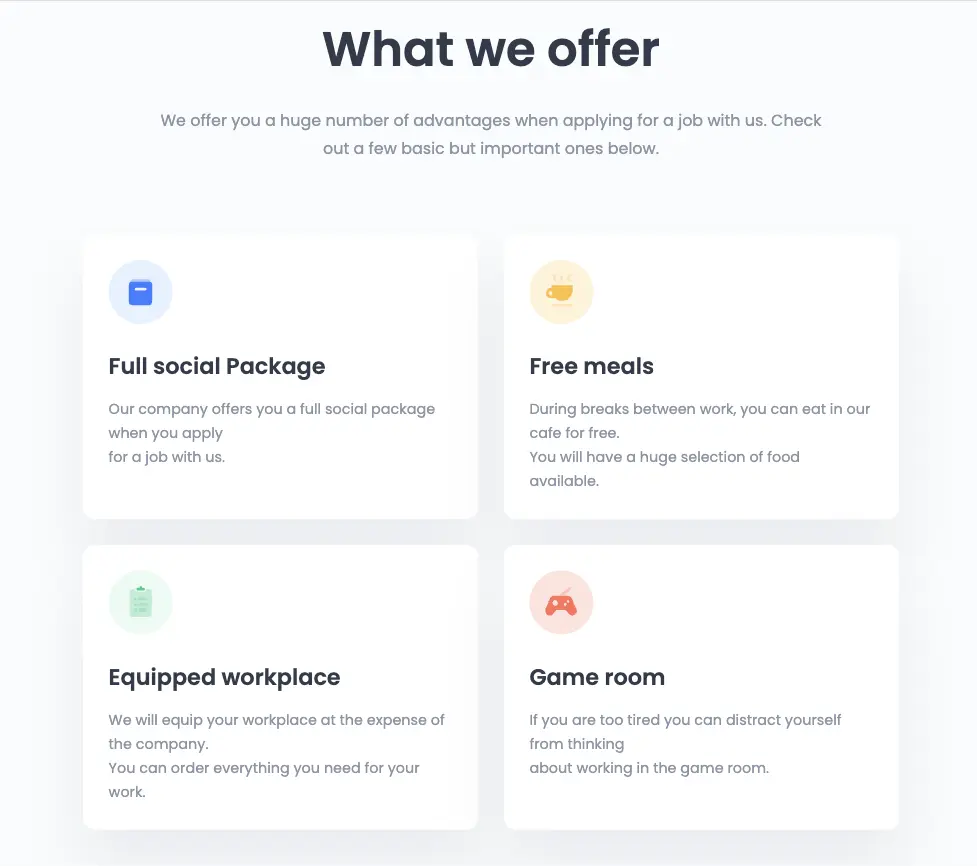 What we offer
We offer you a huge number of advantages when applying for a job with us. Check
out a few basic but important ones below.
Full social Package
Our company offers you a full social package
when you apply
for a job with us.
Free meals
During breaks between work, you can eat in our
cafe for free.
You will have a huge selection of food
available.
Equipped workplace
We will equip your workplace at the expense of
the company.
You can order everything you need for your
work.
Game room
If you are too tired you can distract yourself
from thinking
about working in the game room.